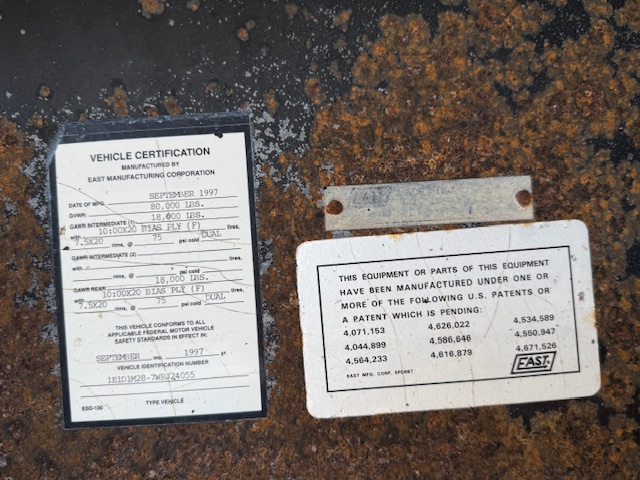 VEHICLE CERTIFICATION
MANUFACTURED BY
EAST MANUFACTURING CORPORATION
DATE OF MFG. SEPTEMBER 1997
GVWR: 80,000 LBS.
GAWR INTERMEDIATE (1) 18,000 LBS.
with 10:00X20 BIAS PLY (F) tires,
7.5X20 rims, @ 75 psi cold DUAL
GAWR INTERMEDIATE (2)
with tires,
rims, @ psi cold
GAWR REAR 18,000 LBS.
with 10:00X20 BIAS PLY (F) tires,
7.5X20 rims, @ 75 psi cold DUAL
THIS VEHICLE CONFORMS TO ALL
APPLICABLE FEDERAL MOTOR VEHICLE
SAFETY STANDARDS IN EFFECT IN:
SEPTEMBER mo. 1997 yr.
VEHICLE IDENTIFICATION NUMBER
1E1D1M28-7WRJ24055
ESG-130 TYPE VEHICLE
THIS EQUIPMENT OR PARTS OF THIS EQUIPMENT
HAVE BEEN MANUFACTURED UNDER ONE OR
MORE OF THE FOLLOWING U.S. PATENTS OR
A PATENT WHICH IS PENDING:
4,071,153 4,626,022 4,534,589
4,044,899 4,586,646 4,550,947
4,564,233 4,616,879 4,671,526
EAST MFG. CORP. EAST